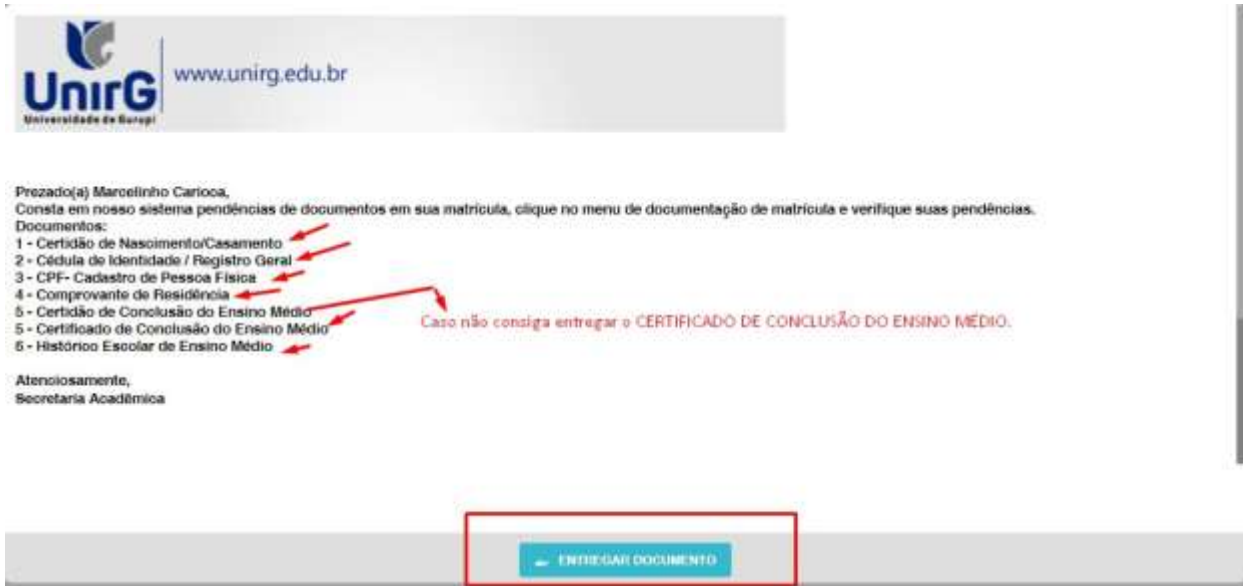 UnirG
Universidade de Gurupi
www.unirg.edu.br
Prezado(a) Marcelinho Carioca,
Consta em nosso sistema pendências de documentos em sua matrícula, clique no menu de documentação de matrícula e verifique suas pendências.
Documentos:
1 - Certidão de Nascimento/Casamento
2 - Cédula de Identidade / Registro Geral
3 - CPF- Cadastro de Pessoa Física
4 - Comprovante de Residência
5 - Certidão de Conclusão do Ensino Médio
Caso não consiga entregar o CERTIFICADO DE CONCLUSÃO DO ENSINO MÉDIO.
5 - Certificado de Conclusão do Ensino Médio
6 - Histórico Escolar de Ensino Médio
Atenciosamente,
Secretaria Acadêmica
ENTREGAR DOCUMENTO